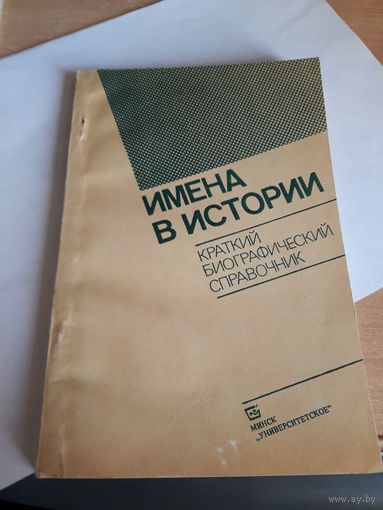 ИМЕНА
В ИСТОРИИ
КРАТКИЙ
БИОГРАФИЧЕСКИЙ
СПРАВОЧНИК
МИНСК
„УНИВЕРСИТЕТСКОЕ"
www.ay.by